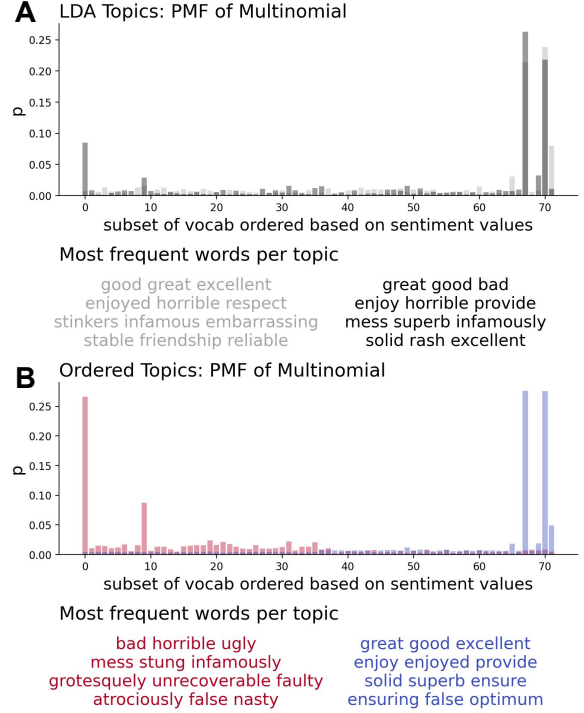 A LDA Topics: PMF of Multinomial
0.25
0.20
0.15
0.10
0.05
0.00
p
0 10 20 30 40 50 60 70
subset of vocab ordered based on sentiment values
Most frequent words per topic
good great excellent
enjoyed horrible respect
stinkers infamous embarrassing
stable friendship reliable
great good bad
enjoy horrible provide
mess superb infamously
solid rash excellent
B Ordered Topics: PMF of Multinomial
0.25
0.20
0.15
0.10
0.05
0.00
p
0 10 20 30 40 50 60 70
subset of vocab ordered based on sentiment values
Most frequent words per topic
bad horrible ugly
mess stung infamously
grotesquely unrecoverable faulty
atrociously false nasty
great good excellent
enjoy enjoyed provide
solid superb ensure
ensuring false optimum